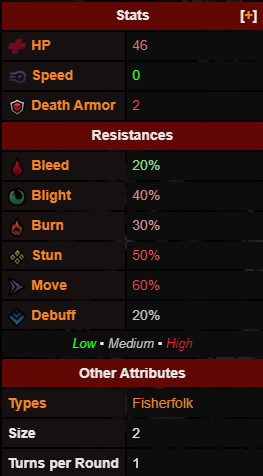 Stats [+]
HP 46
Speed 0
Death Armor 2
Resistances
Bleed 20%
Blight 40%
Burn 30%
Stun 50%
Move 60%
Debuff 20%
Low ▪ Medium ▪ High
Other Attributes
Types Fisherfolk
Size 2
Turns per Round 1